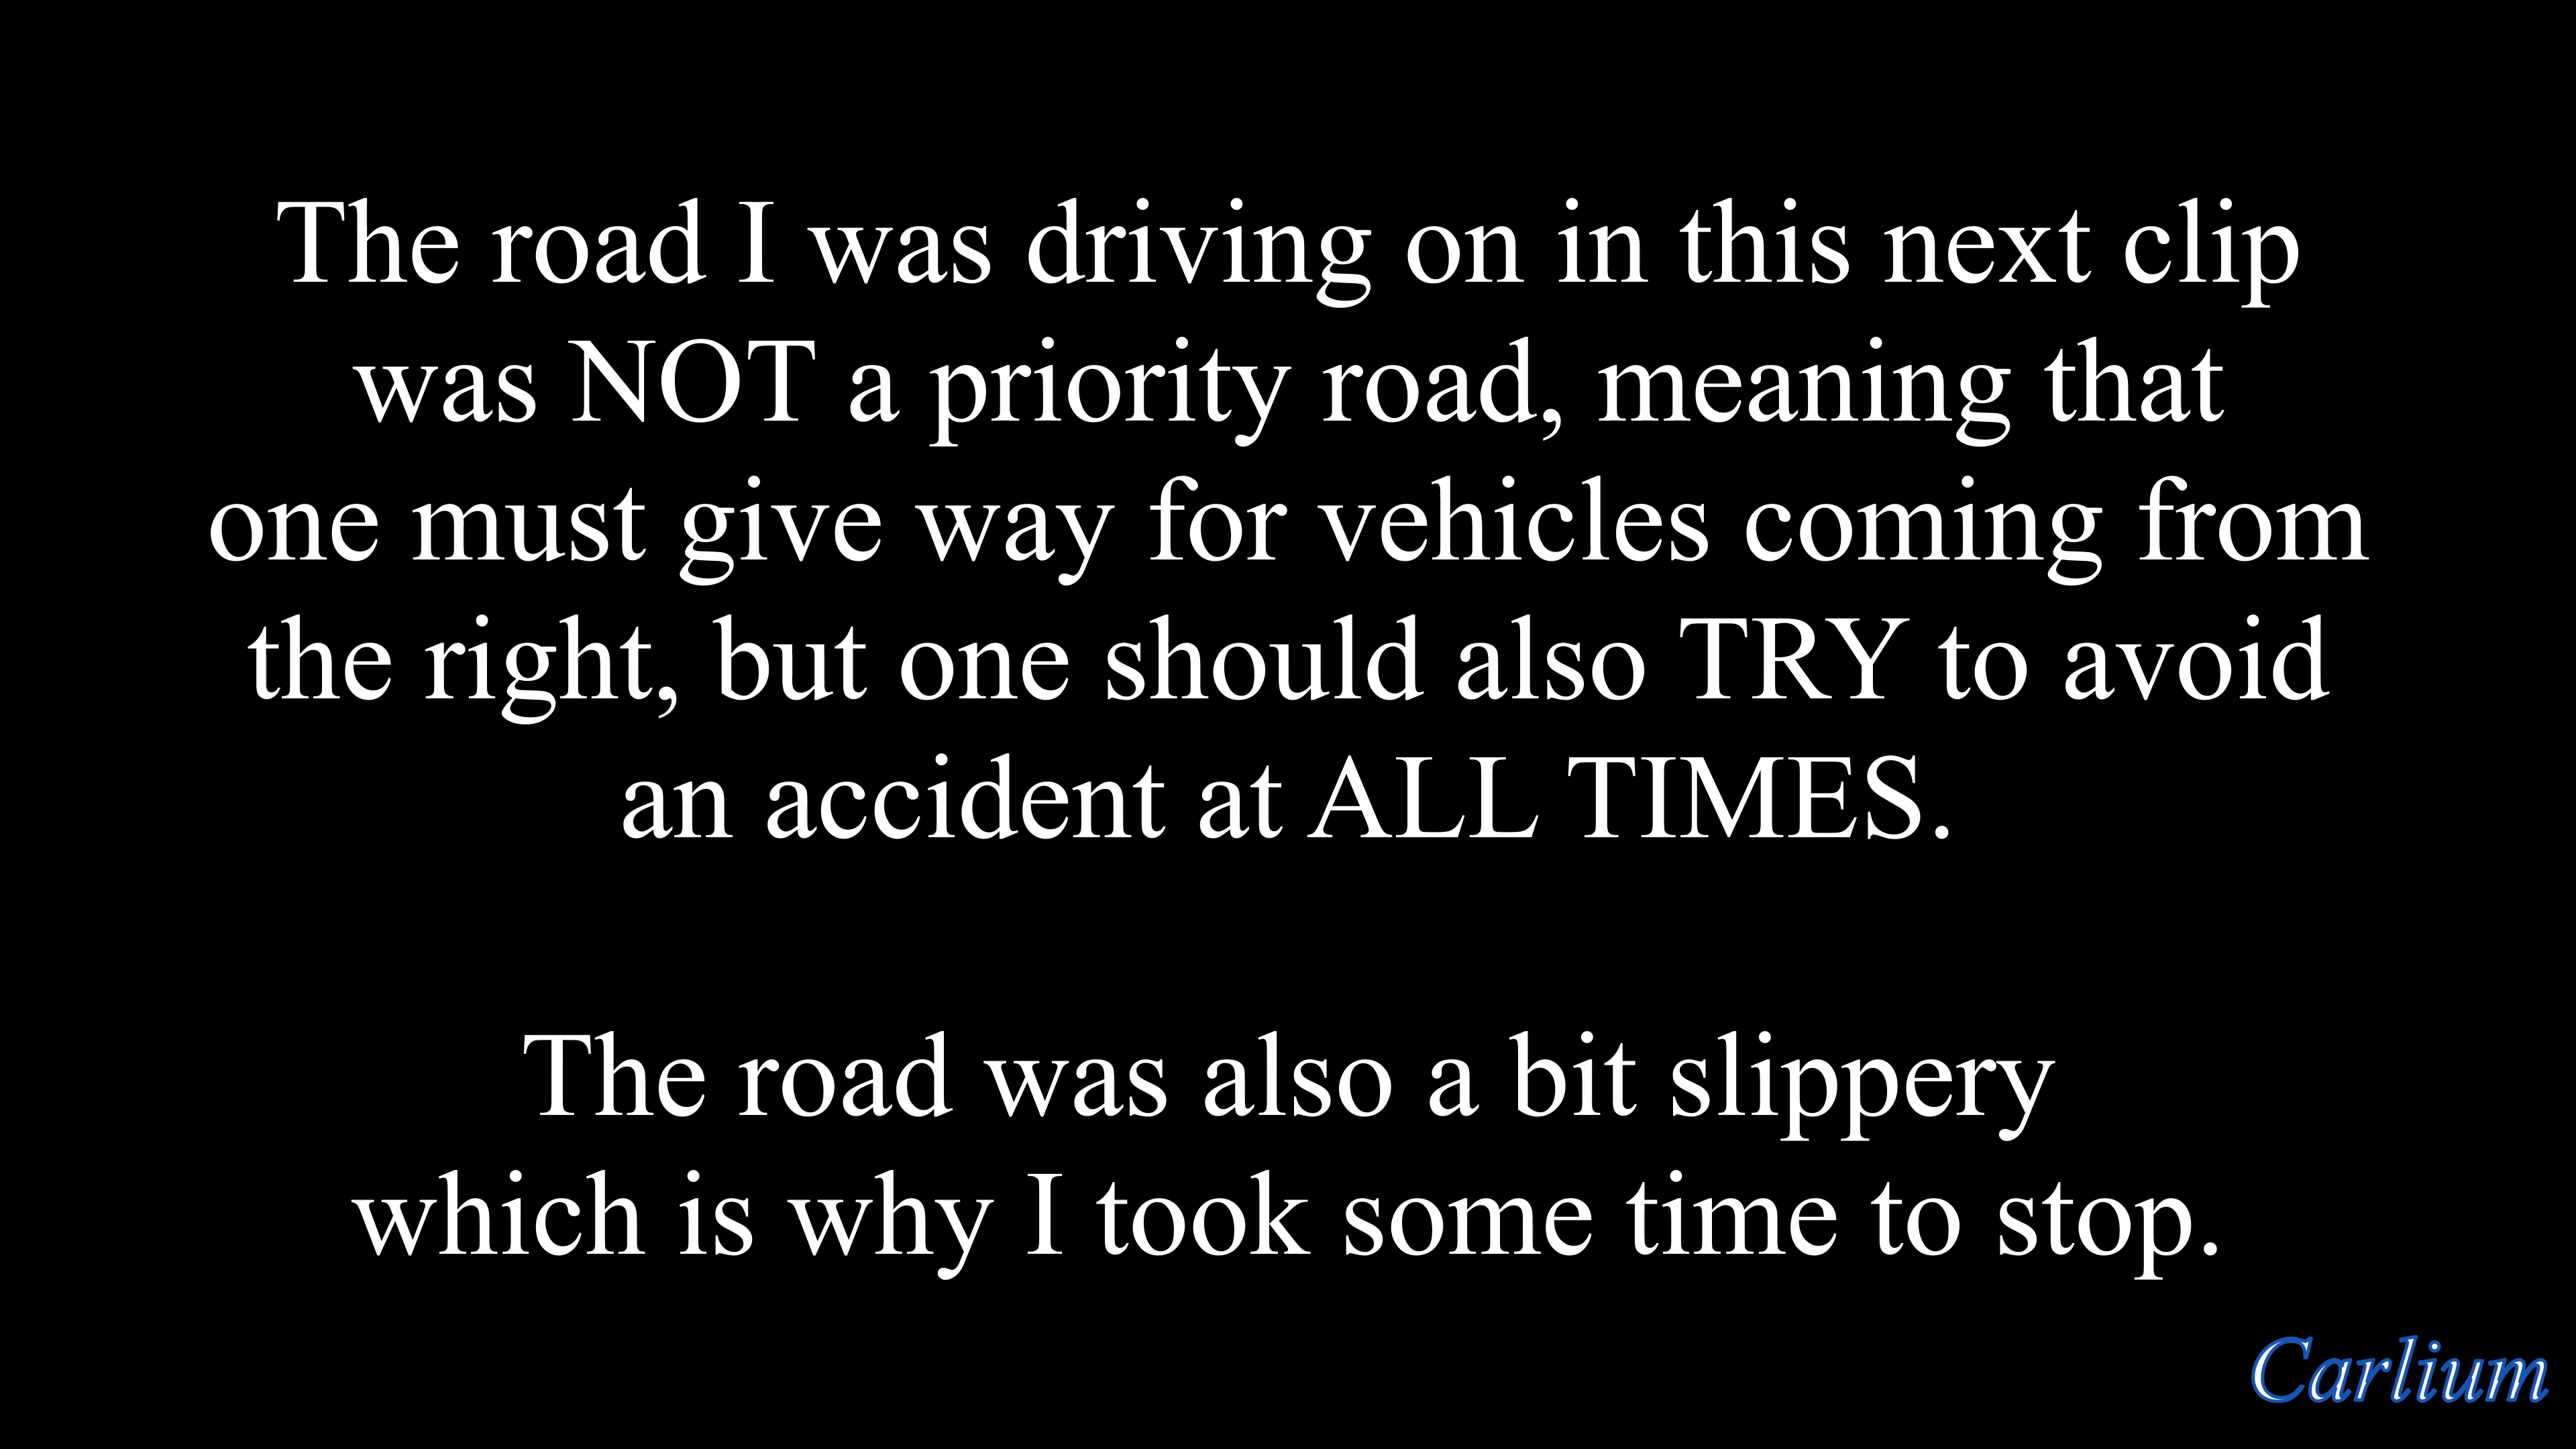 The road I was driving on in this next clip
was NOT a priority road, meaning that
one must give way for vehicles coming from
the right, but one should also TRY to avoid
an accident at ALL TIMES.
The road was also a bit slippery
which is why I took some time to stop.
Carlium